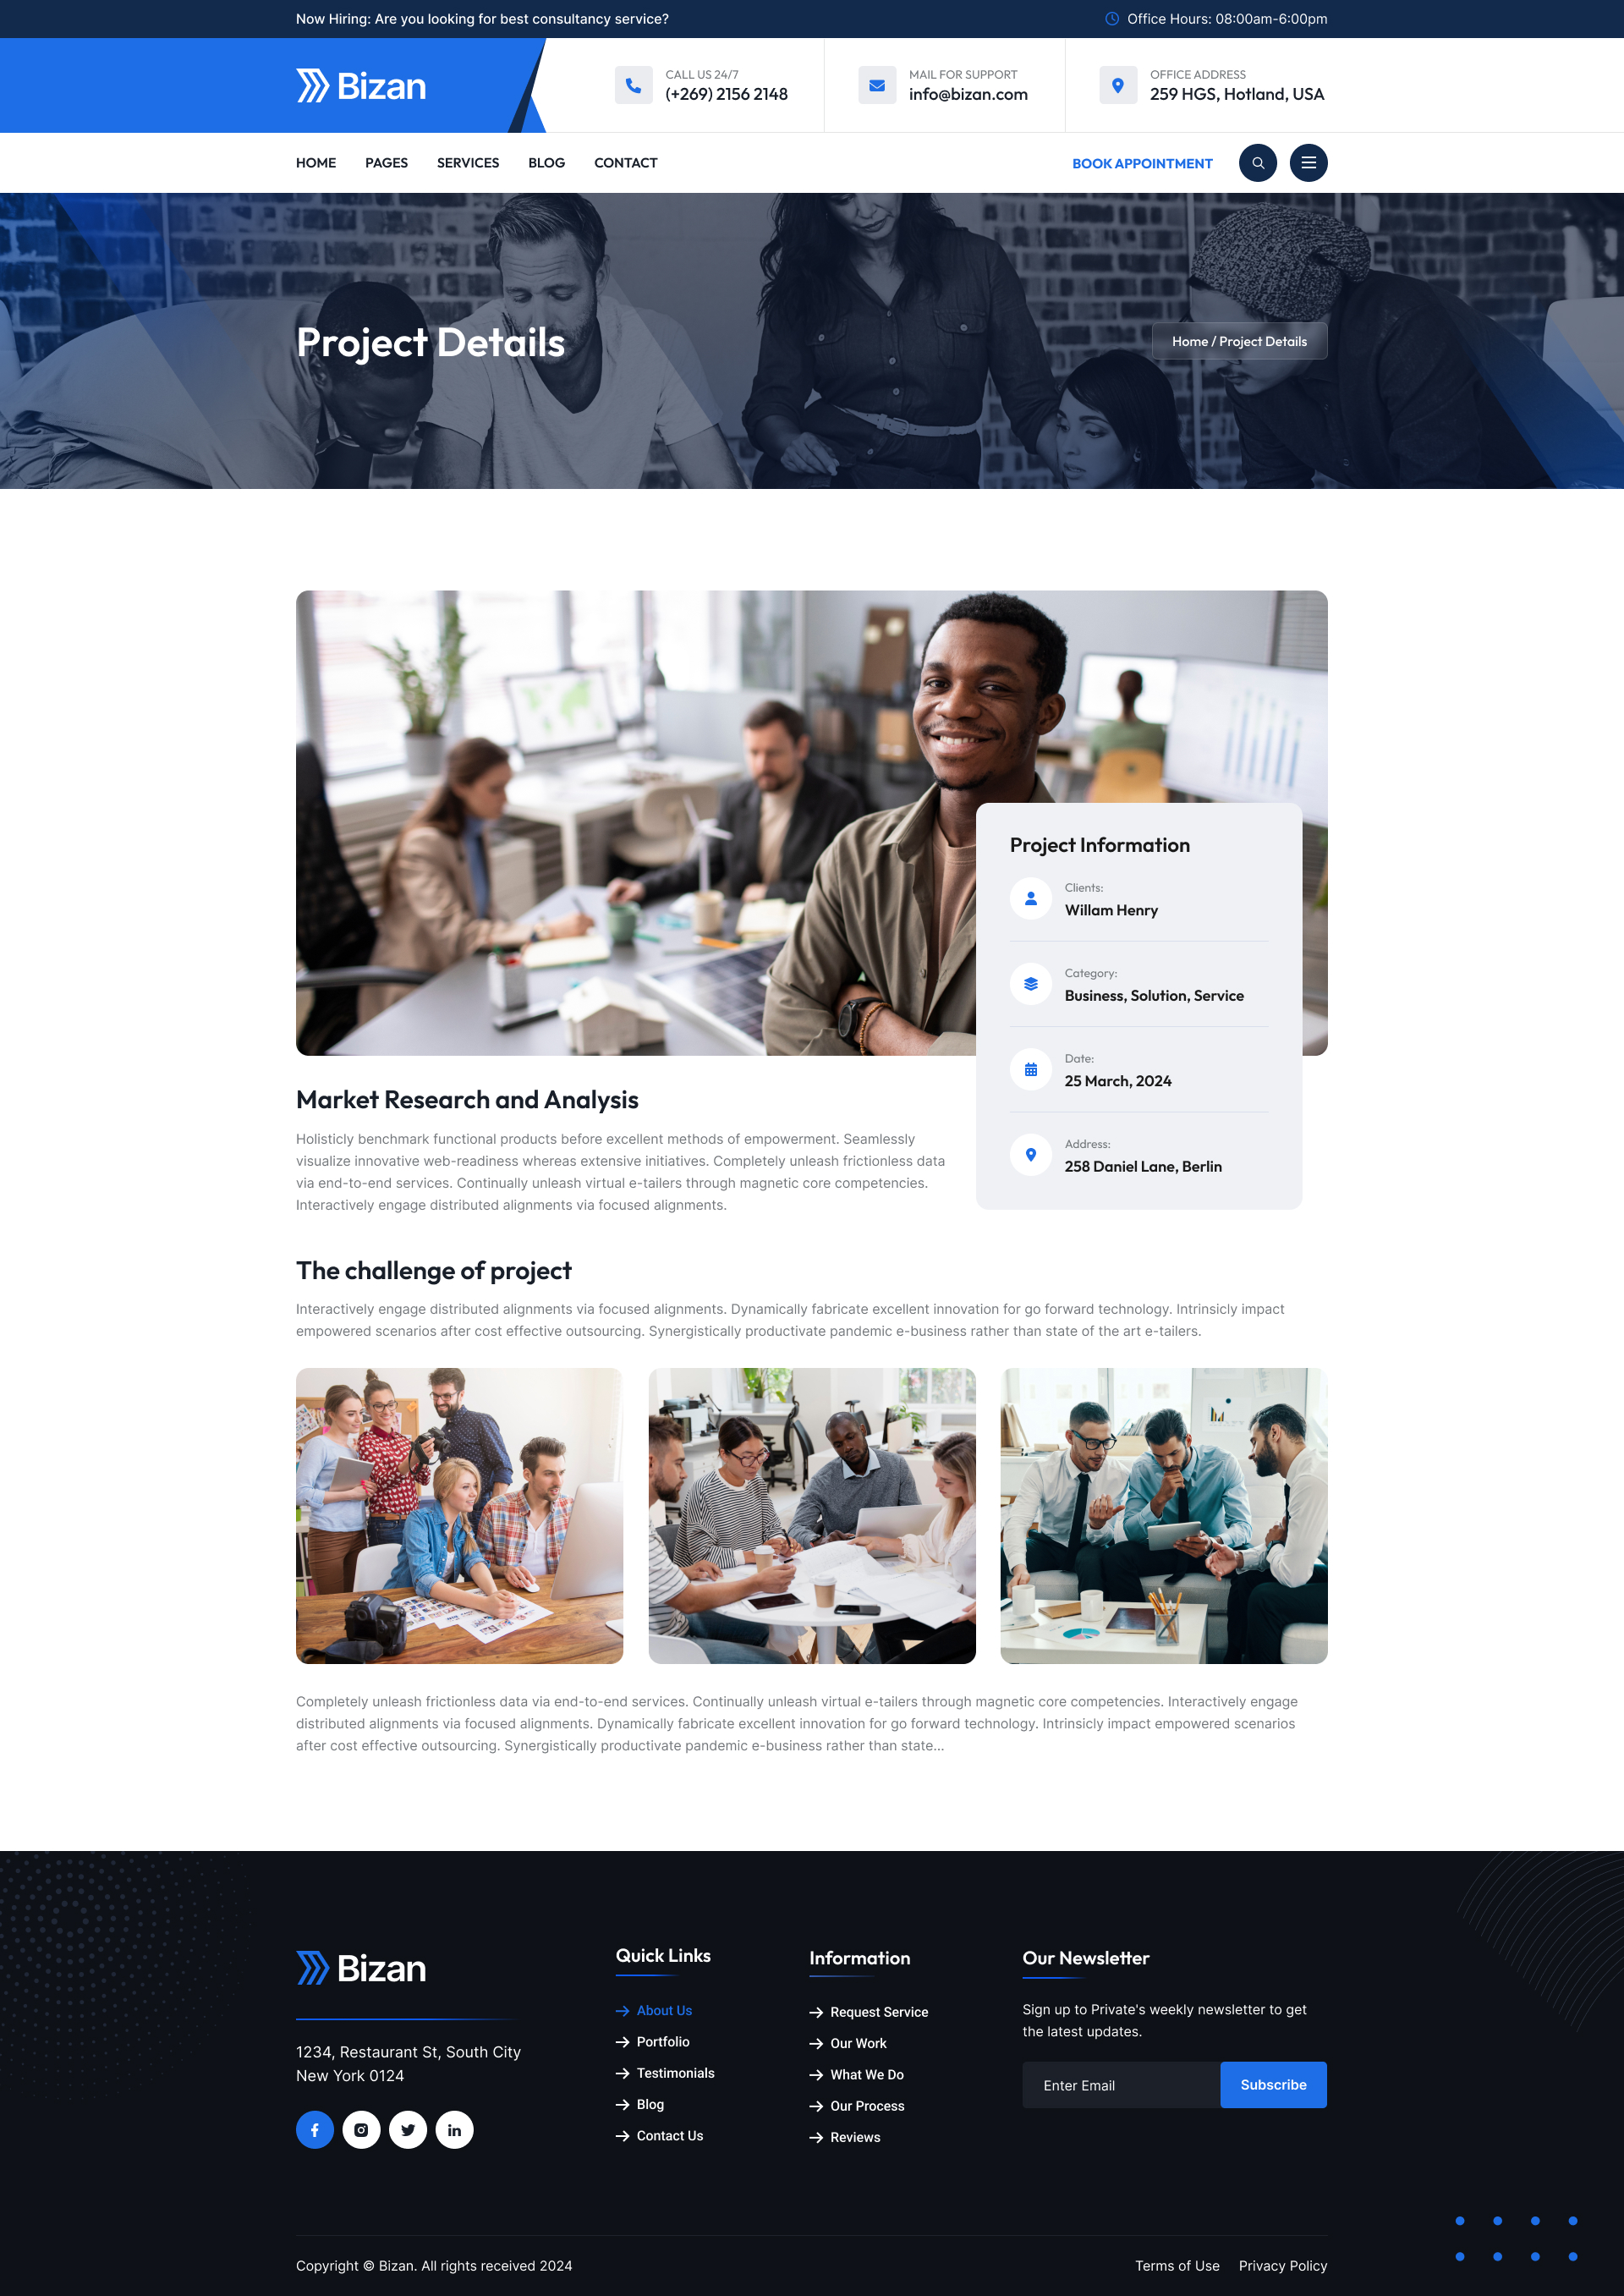 Now Hiring: Are you looking for best consultancy service?
Office Hours: 08:00am-6:00pm
Bizan
CALL US 24/7
(+269) 2156 2148
MAIL FOR SUPPORT
info@bizan.com
OFFICE ADDRESS
259 HGS, Hotland, USA
HOME
PAGES
SERVICES
BLOG
CONTACT
BOOK APPOINTMENT
Project Details
Home / Project Details
Project Information
Clients:
Willam Henry
Category:
Business, Solution, Service
Date:
25 March, 2024
Address:
258 Daniel Lane, Berlin
Market Research and Analysis
Holisticly benchmark functional products before excellent methods of empowerment. Seamlessly
visualize innovative web-readiness whereas extensive initiatives. Completely unleash frictionless data
via end-to-end services. Continually unleash virtual e-tailers through magnetic core competencies.
Interactively engage distributed alignments via focused alignments.
The challenge of project
Interactively engage distributed alignments via focused alignments. Dynamically fabricate excellent innovation for go forward technology. Intrinsicly impact
empowered scenarios after cost effective outsourcing. Synergistically productivate pandemic e-business rather than state of the art e-tailers.
Completely unleash frictionless data via end-to-end services. Continually unleash virtual e-tailers through magnetic core competencies. Interactively engage
distributed alignments via focused alignments. Dynamically fabricate excellent innovation for go forward technology. Intrinsicly impact empowered scenarios
after cost effective outsourcing. Synergistically productivate pandemic e-business rather than state...
Bizan
1234, Restaurant St, South City
New York 0124
Quick Links
About Us
Portfolio
Testimonials
Blog
Contact Us
Information
Request Service
Our Work
What We Do
Our Process
Reviews
Our Newsletter
Sign up to Private's weekly newsletter to get
the latest updates.
Enter Email
Subscribe
Copyright © Bizan. All rights received 2024
Terms of Use
Privacy Policy